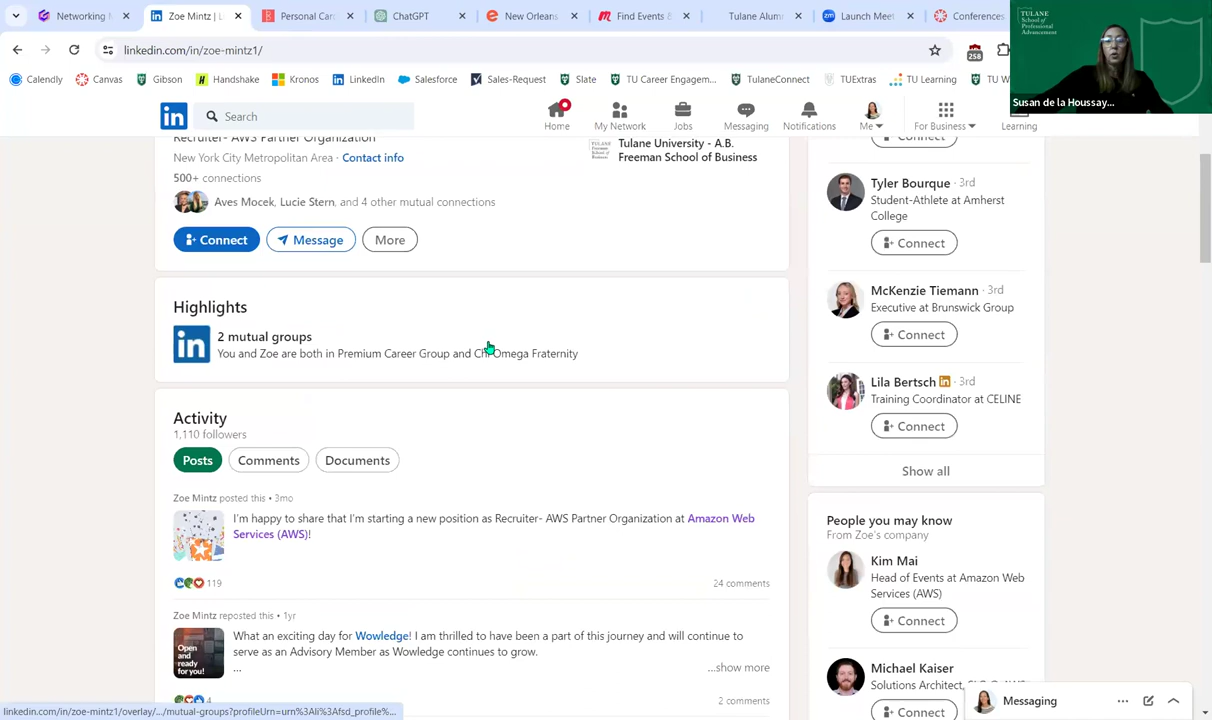 Networking M
Zoe Mintz | L
Personal Car
ChatGPT
New Orleans
Find Events &
Tulane Alum
Launch Meet
Conferences
linkedin.com/in/zoe-mintz1/
258
Calendly
Canvas
Gibson
Handshake
Kronos
LinkedIn
Salesforce
Sales-Request
Slate
TU Career Engagem...
TulaneConnect
TUExtras
TU Learning
TU W
TULANE
School of
Professional
Advancement
Susan de la Houssay...
Search
Home
My Network
Jobs
Messaging
Notifications
Me
For Business
Learning
Recruiter- AWS Partner Organization
New York City Metropolitan Area · Contact info
500+ connections
Aves Mocek, Lucie Stern, and 4 other mutual connections
Connect
Message
More
Tulane University - A.B.
Freeman School of Business
Highlights
2 mutual groups
You and Zoe are both in Premium Career Group and Chi Omega Fraternity
Activity
1,110 followers
Posts
Comments
Documents
Zoe Mintz posted this • 3mo
I'm happy to share that I'm starting a new position as Recruiter- AWS Partner Organization at Amazon Web
Services (AWS)!
119
24 comments
Zoe Mintz reposted this • 1yr
Open
and
ready
for you!
What an exciting day for Wowledge! I am thrilled to have been a part of this journey and will continue to
serve as an Advisory Member as Wowledge continues to grow.
...
...show more
4
2 comments
Connect
Tyler Bourque · 3rd
Student-Athlete at Amherst
College
Connect
McKenzie Tiemann · 3rd
Executive at Brunswick Group
Connect
Lila Bertsch in · 3rd
Training Coordinator at CELINE
Connect
Show all
People you may know
From Zoe's company
Kim Mai
Head of Events at Amazon Web
Services (AWS)
Connect
Michael Kaiser
Connect
Messaging
linkedin.com/in/zoe-mintz1/overlay/.../mutual-groups?profileUrn=urn%3Ali%3Afsd_profile%...